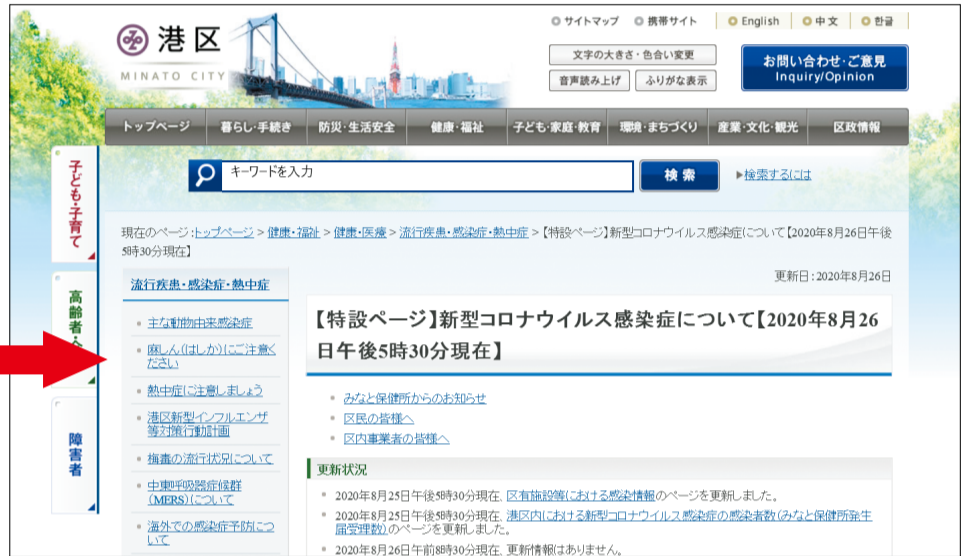 サイトマップ 携帯サイト English 中文 한글
港区
MINATO CITY
文字の大きさ・色合い変更
音声読み上げ ふりがな表示
お問い合わせ・ご意見
Inquiry/Opinion
トップページ 暮らし・手続き 防災・生活安全 健康・福祉 子ども・家庭・教育 環境・まちづくり 産業・文化・観光 区政情報
キーワードを入力 検索 ▶検索するには
子ども・子育て
高齢者・
障害者
現在のページ:トップページ > 健康・福祉 > 健康・医療 > 流行疾患・感染症・熱中症 > 【特設ページ】新型コロナウイルス感染症について【2020年8月26日午後
5時30分現在】
更新日:2020年8月26日
流行疾患・感染症・熱中症
主な動物由来感染症
麻しん(はしか)にご注意く
ださい
熱中症に注意しましょう
港区新型インフルエンザ
等対策行動計画
梅毒の流行状況について
中東呼吸器症候群
(MERS)について
海外での感染症予防につ
いて
【特設ページ】新型コロナウイルス感染症について【2020年8月26
日午後5時30分現在】
みなと保健所からのお知らせ
区民の皆様へ
区内事業者の皆様へ
更新状況
2020年8月25日午後5時30分現在、区有施設等における感染情報のページを更新しました。
2020年8月25日午後5時30分現在、港区内における新型コロナウイルス感染症の感染者数(みなと保健所発生
届受理数)のページを更新しました。
2020年8月26日午前8時30分現在、更新情報はありません。